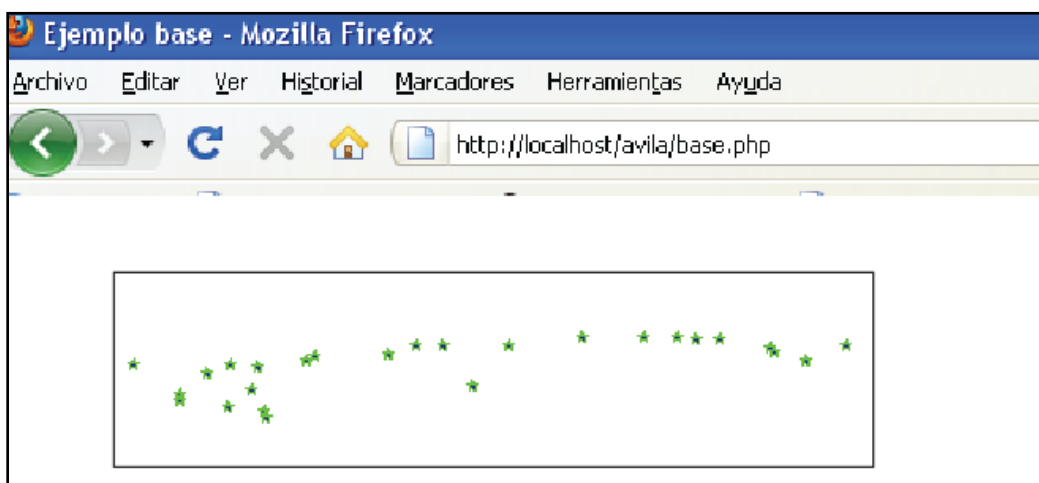 Ejemplo base - Mozilla Firefox
Archivo Editar Ver Historial Marcadores Herramientas Ayuda
http://localhost/avila/base.php